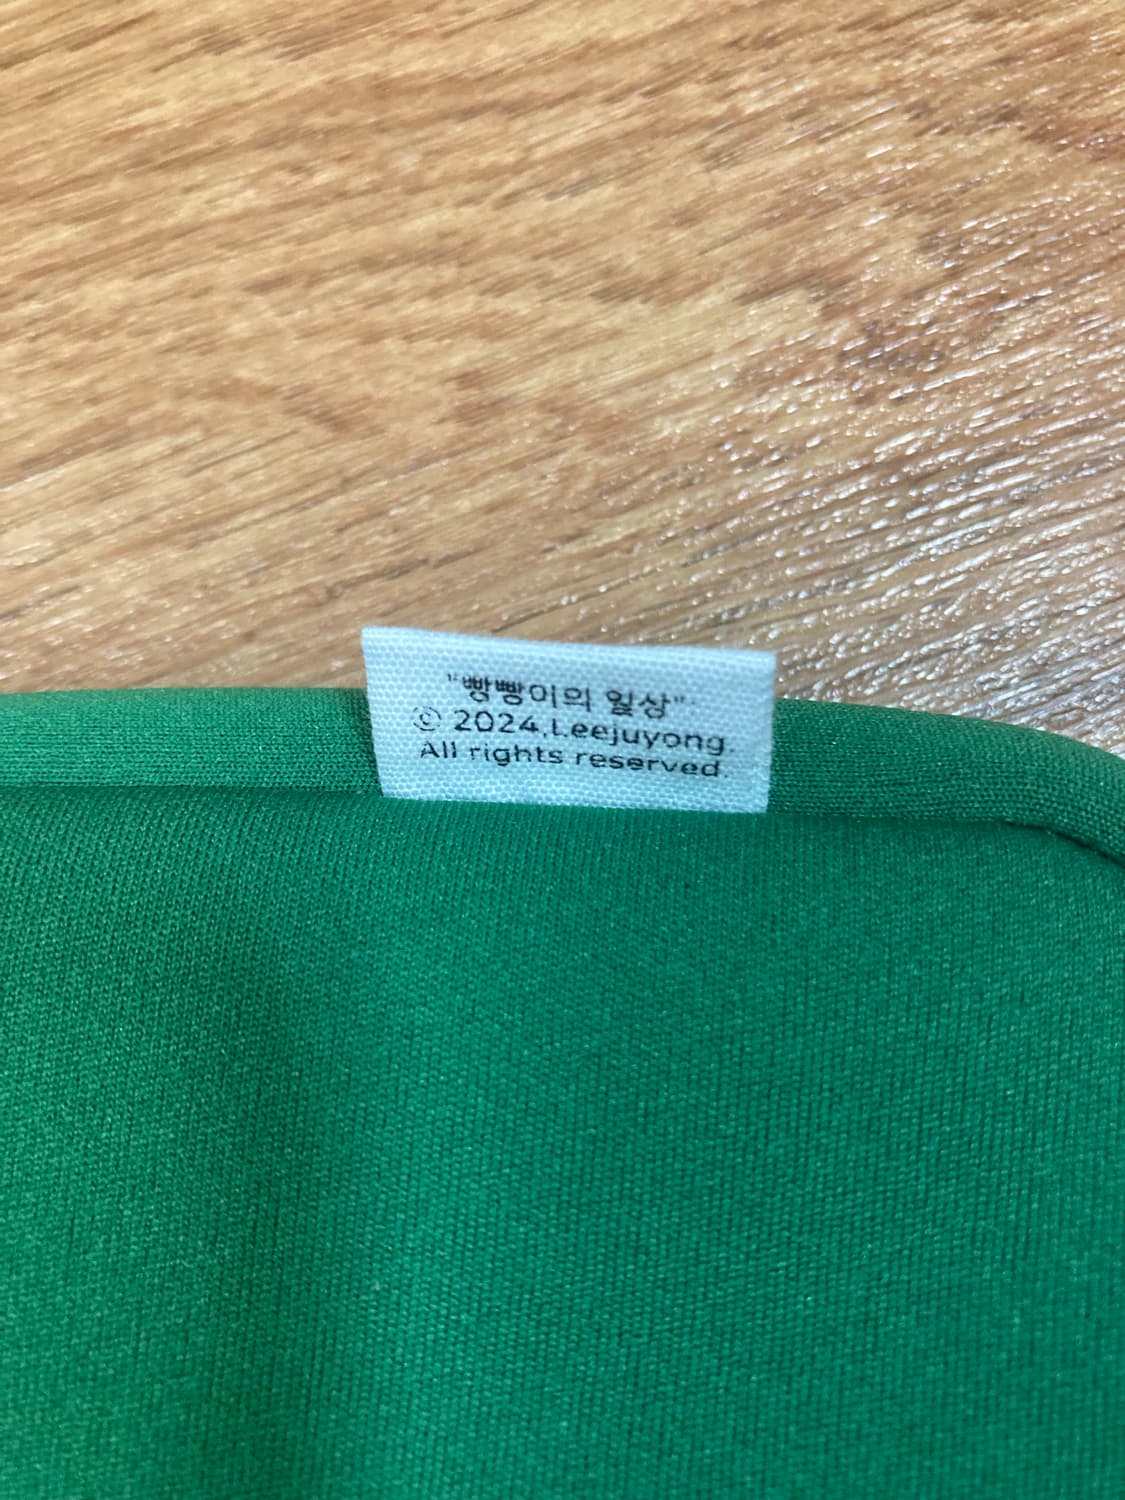 "빵빵이의 일상"
© 2024.Leejuyong.
All rights reserved.